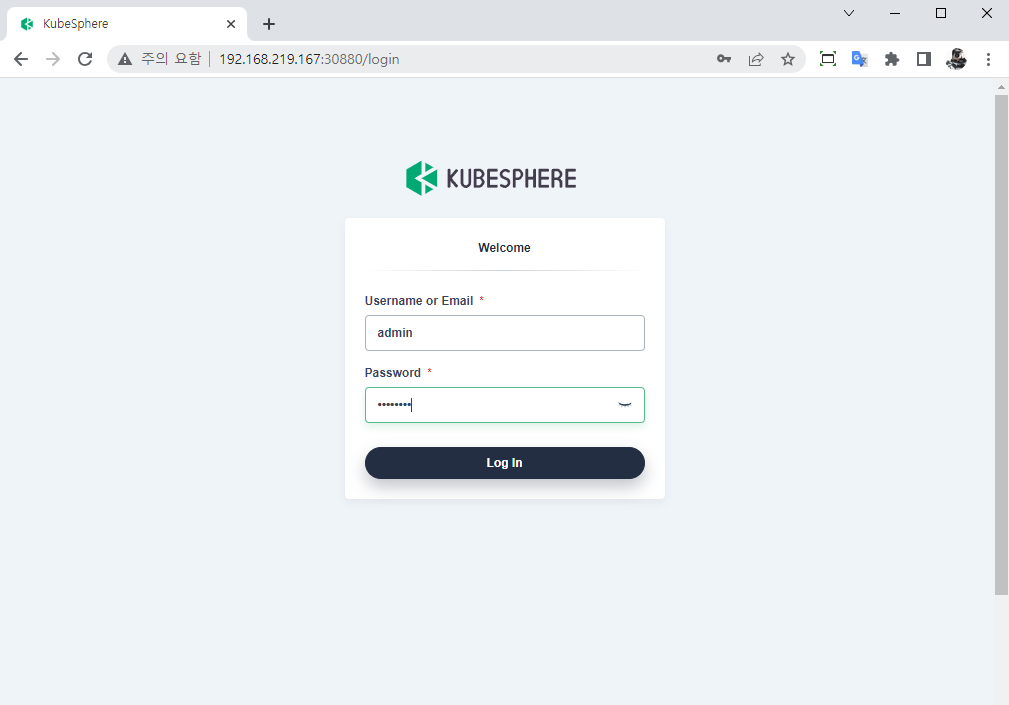 KubeSphere
주의 요함 192.168.219.167:30880/login
KUBESPHERE
Welcome
Username or Email *
admin
Password *
••••••••
Log In